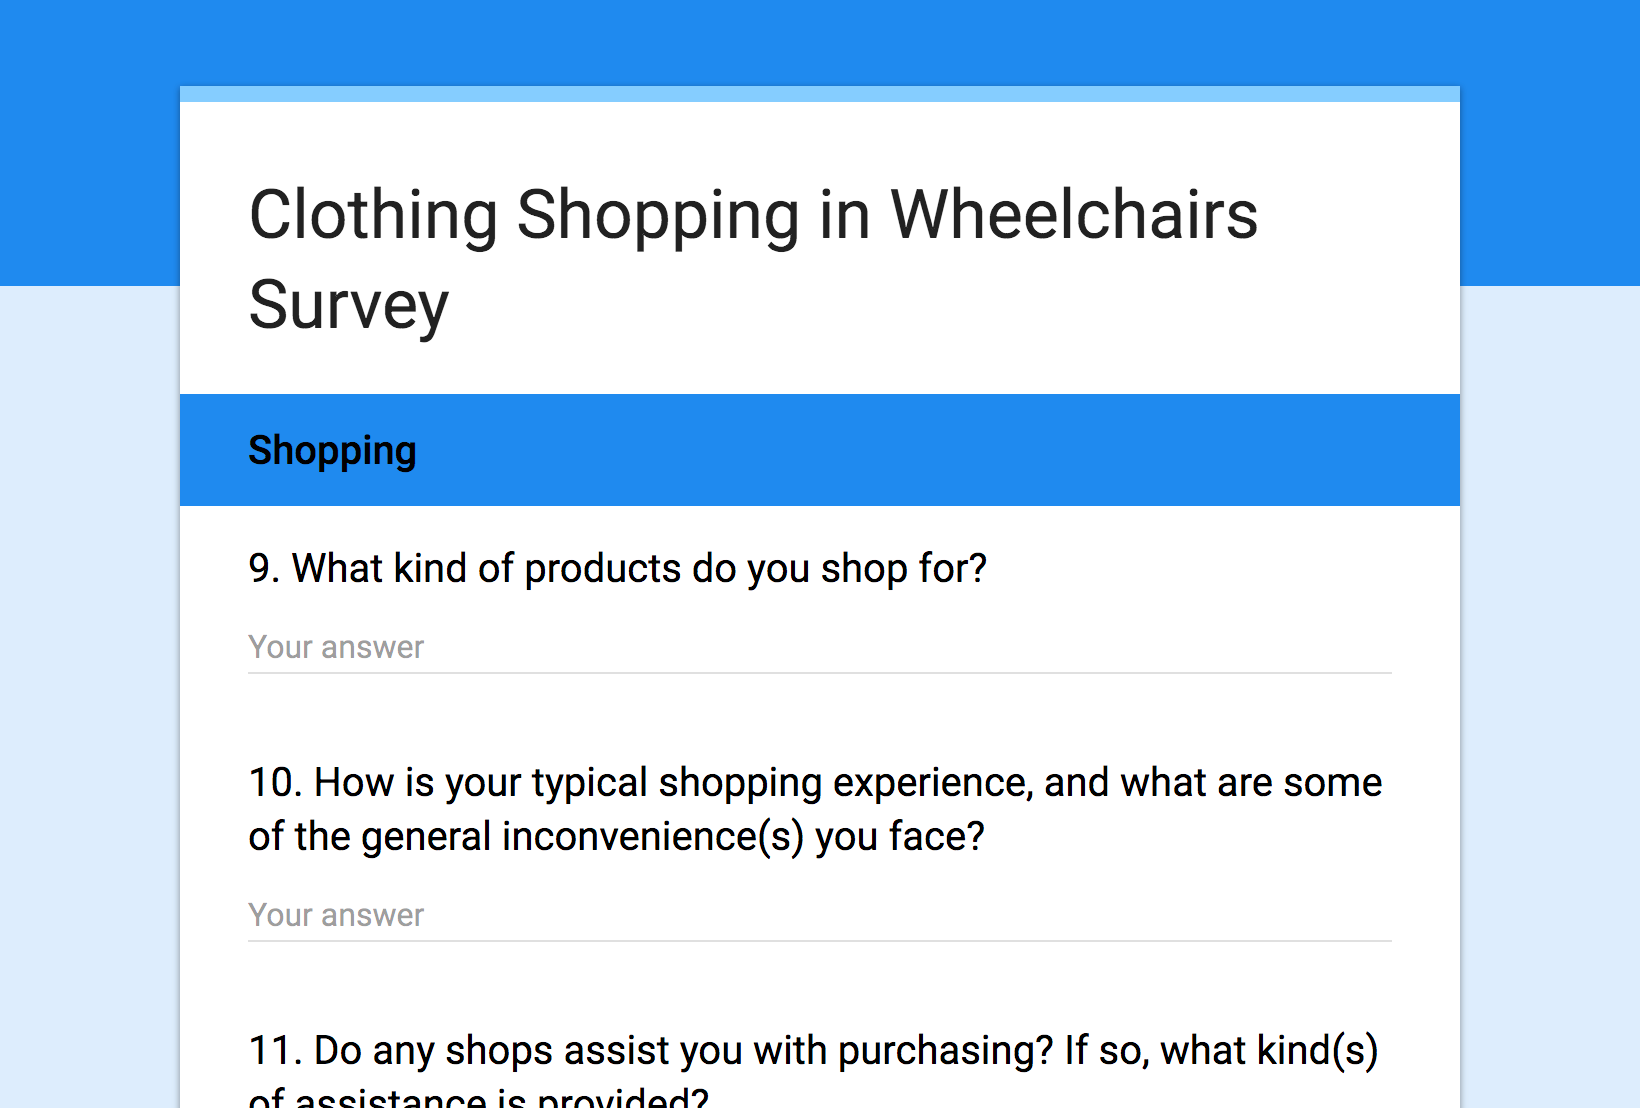 Clothing Shopping in Wheelchairs
Survey
Shopping
9. What kind of products do you shop for?
Your answer
10. How is your typical shopping experience, and what are some
of the general inconvenience(s) you face?
Your answer
11. Do any shops assist you with purchasing? If so, what kind(s)
of assistance is provided?